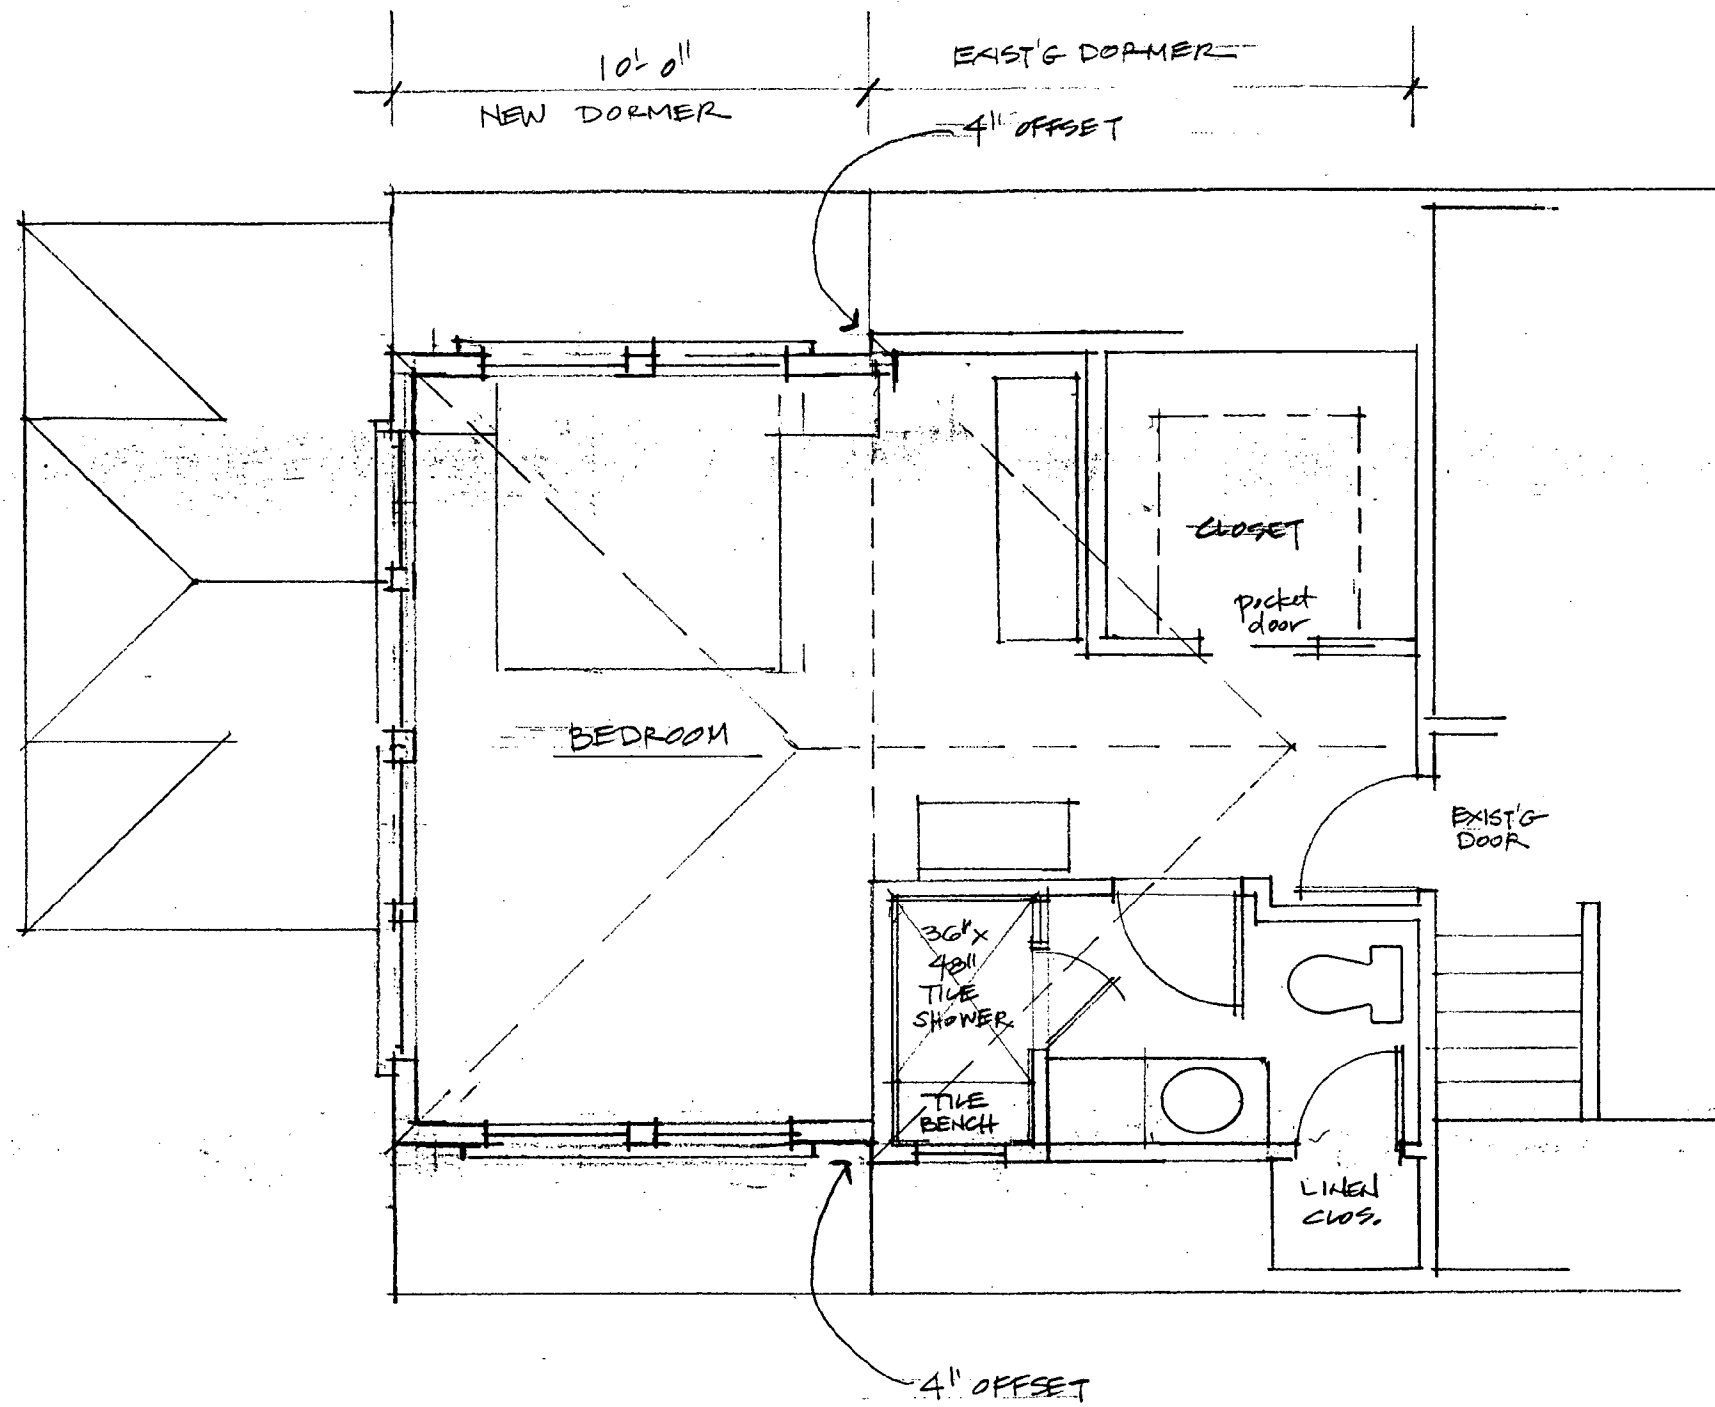 10'-0"
NEW DORMER
EXIST'G DORMER
4" OFFSET
CLOSET
pocket
door
BEDROOM
EXIST'G
DOOR
36" x
48"
TILE
SHOWER
TILE
BENCH
LINEN
CLOS.
4" OFFSET